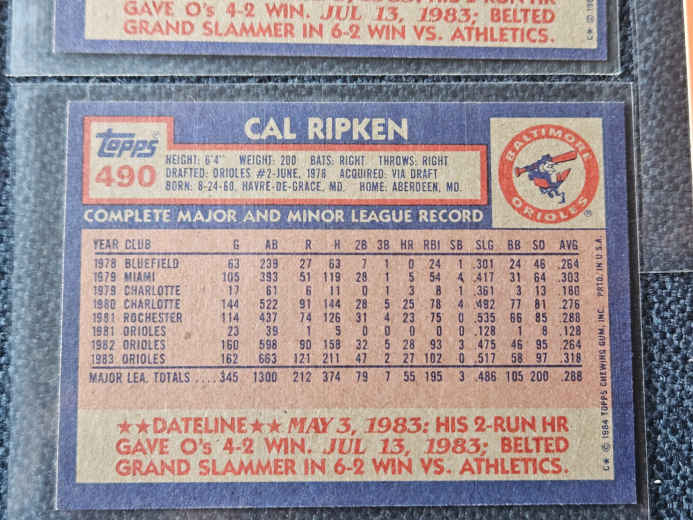 GAVE O's 4-2 WIN. JUL 13, 1983; BELTED
GRAND SLAMMER IN 6-2 WIN VS. ATHLETICS.
CAL RIPKEN
Topps
490
HEIGHT: 6'4" WEIGHT: 200 BATS: RIGHT THROWS: RIGHT
DRAFTED: ORIOLES #2-JUNE, 1978 ACQUIRED: VIA DRAFT
BORN: 8-24-60, HAVRE-DE-GRACE, MD. HOME: ABERDEEN, MD.
BALTIMORE
ORIOLES
COMPLETE MAJOR AND MINOR LEAGUE RECORD
YEAR CLUB G AB R H 2B 3B HR RBI SB SLG BB SO AVG
1978 BLUEFIELD 63 239 27 63 7 1 0 24 1 .301 24 46 .264
1979 MIAMI 105 393 51 119 28 1 5 54 4 .417 31 64 .303
1979 CHARLOTTE 17 61 6 11 0 1 3 8 1 .361 3 13 .180
1980 CHARLOTTE 144 522 91 144 28 5 25 78 4 .492 77 81 .276
1981 ROCHESTER 114 437 74 126 31 4 23 75 0 .535 66 85 .288
1981 ORIOLES 23 39 1 5 0 0 0 0 0 .128 1 8 .128
1982 ORIOLES 160 598 90 158 32 5 28 93 3 .475 46 95 .264
1983 ORIOLES 162 663 121 211 47 2 27 102 0 .517 58 97 .318
MAJOR LEA. TOTALS .... 345 1300 212 374 79 7 55 195 3 .486 105 200 .288
★★DATELINE★★ MAY 3, 1983: HIS 2-RUN HR
GAVE O's 4-2 WIN. JUL 13, 1983; BELTED
GRAND SLAMMER IN 6-2 WIN VS. ATHLETICS.
C★ © 1984 TOPPS CHEWING GUM, INC. PRTD. IN U.S.A.